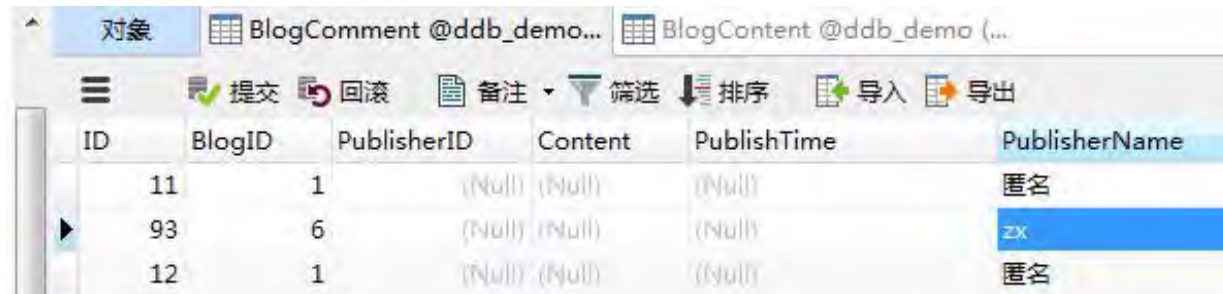 对象 BlogComment @ddb_demo... BlogContent @ddb_demo (...
提交 回滚 备注 筛选 排序 导入 导出
ID BlogID PublisherID Content PublishTime PublisherName
11 1 (Null) (Null) (Null) 匿名
93 6 (Null) (Null) (Null) zx
12 1 (Null) (Null) (Null) 匿名